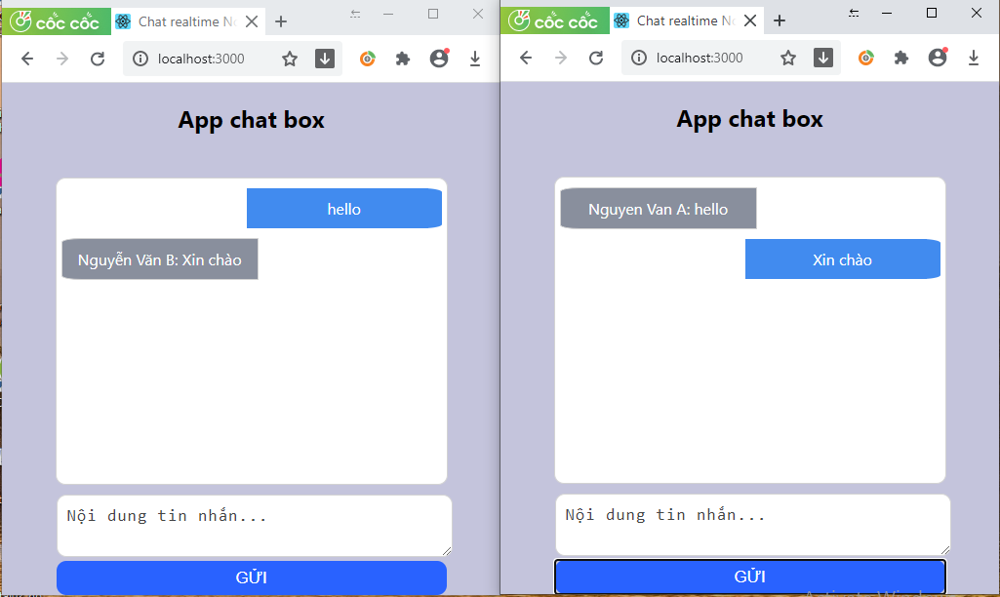 CỐC CỐC
Chat realtime N
localhost:3000
App chat box
hello
Nguyễn Văn B: Xin chào
Nội dung tin nhắn...
GỬI
CỐC CỐC
Chat realtime N
localhost:3000
App chat box
Nguyen Van A: hello
Xin chào
Nội dung tin nhắn...
GỬI